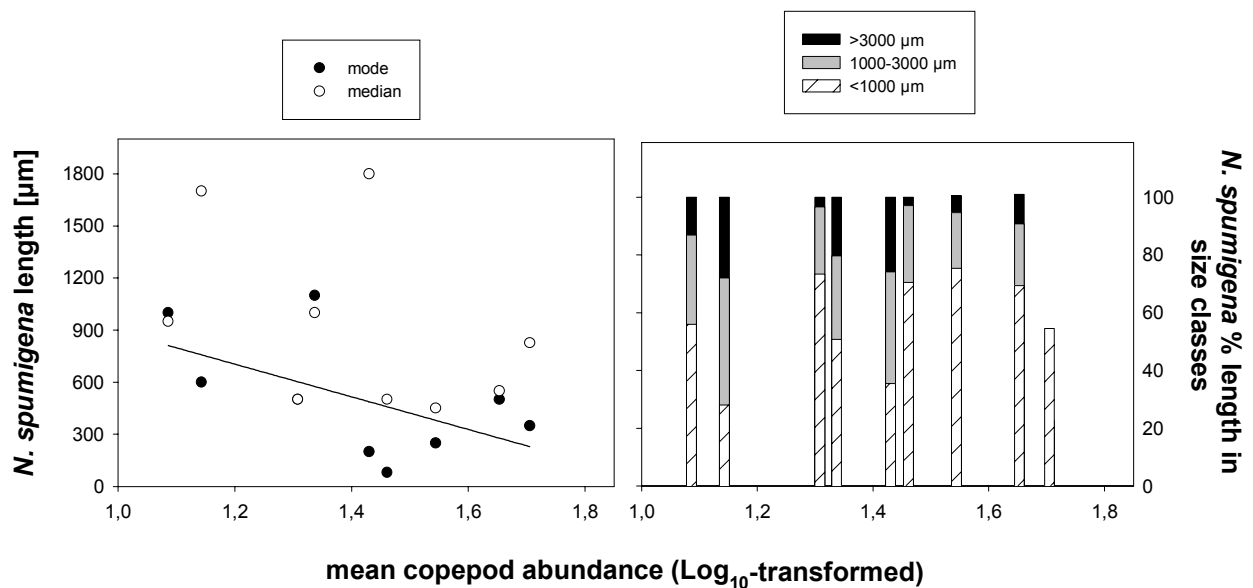 mode
median
>3000 µm
1000-3000 µm
<1000 µm
N. spumigena length [µm]
1800
1500
1200
900
600
300
0
1,0
1,2
1,4
1,6
1,8
100
80
60
40
20
0
1,0
1,2
1,4
1,6
1,8
N. spumigena % length in
size classes
mean copepod abundance (Log10-transformed)